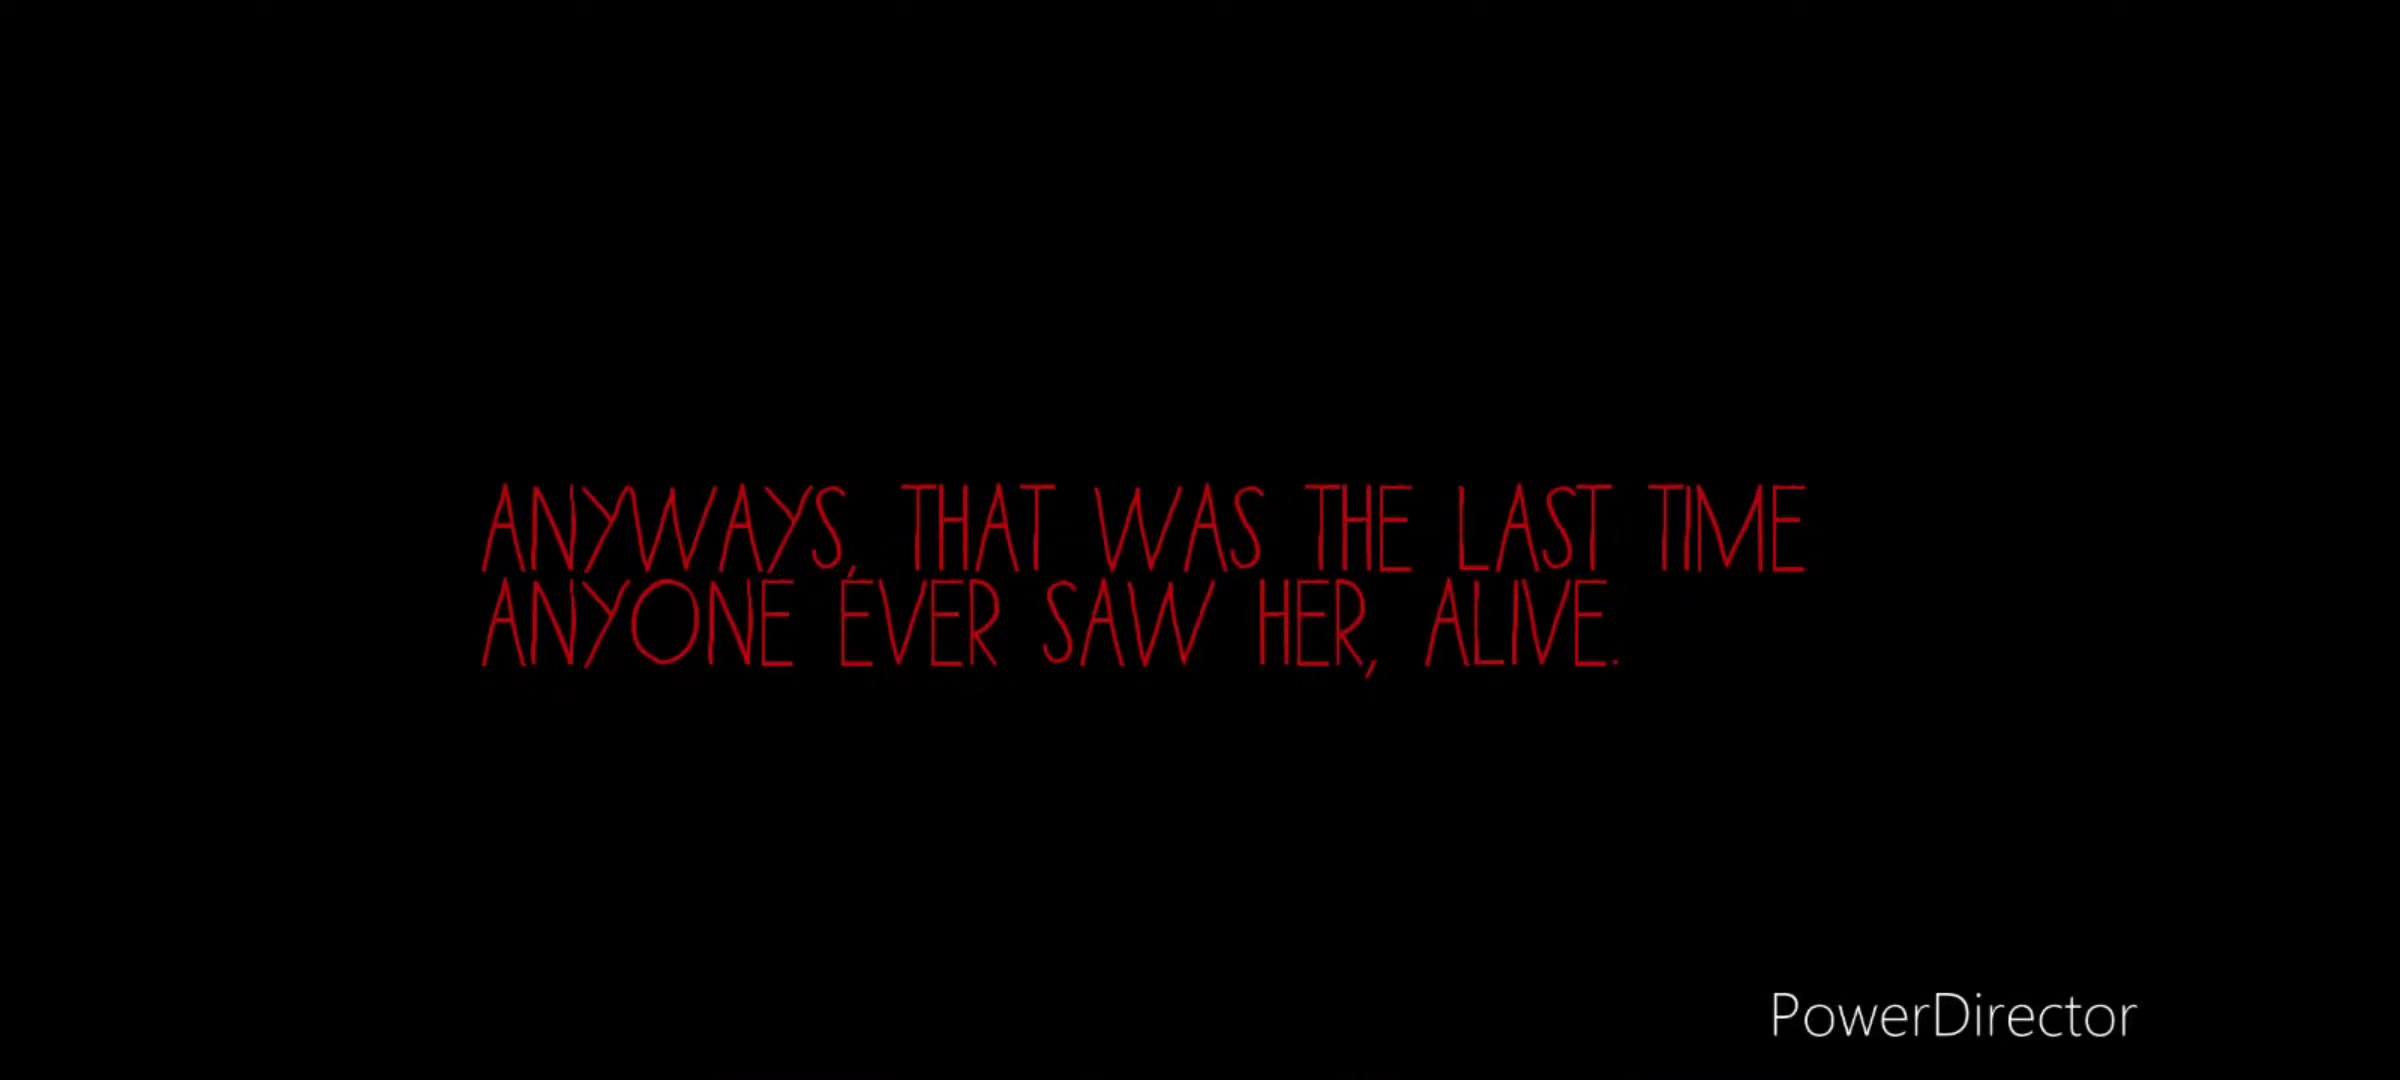 ANYWAYS, THAT WAS THE LAST TIME
ANYONE EVER SAW HER, ALIVE.
PowerDirector